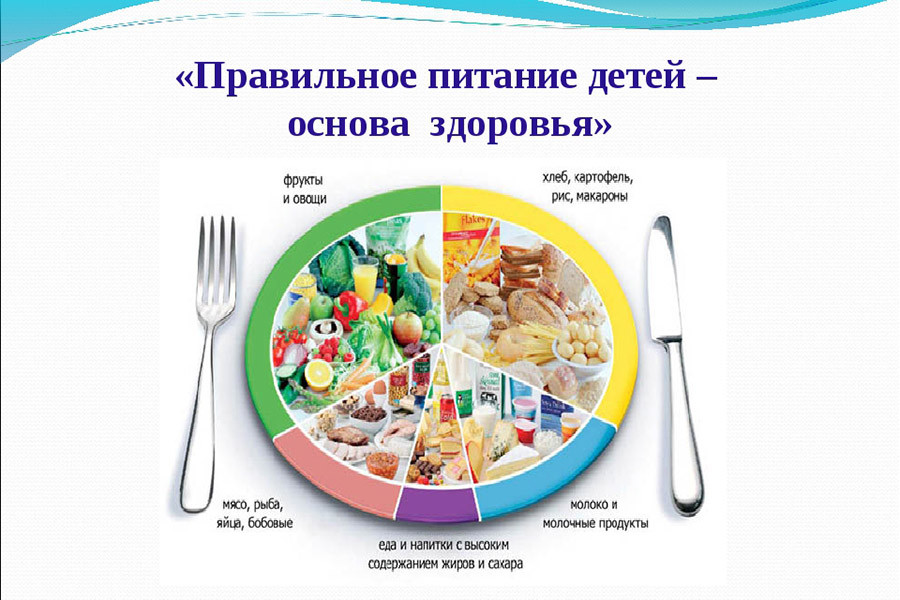 «Правильное питание детей –
основа здоровья»
фрукты
и овощи
хлеб, картофель,
рис, макароны
мясо, рыба,
яйца, бобовые
молоко и
молочные продукты
еда и напитки с высоким
содержанием жиров и сахара